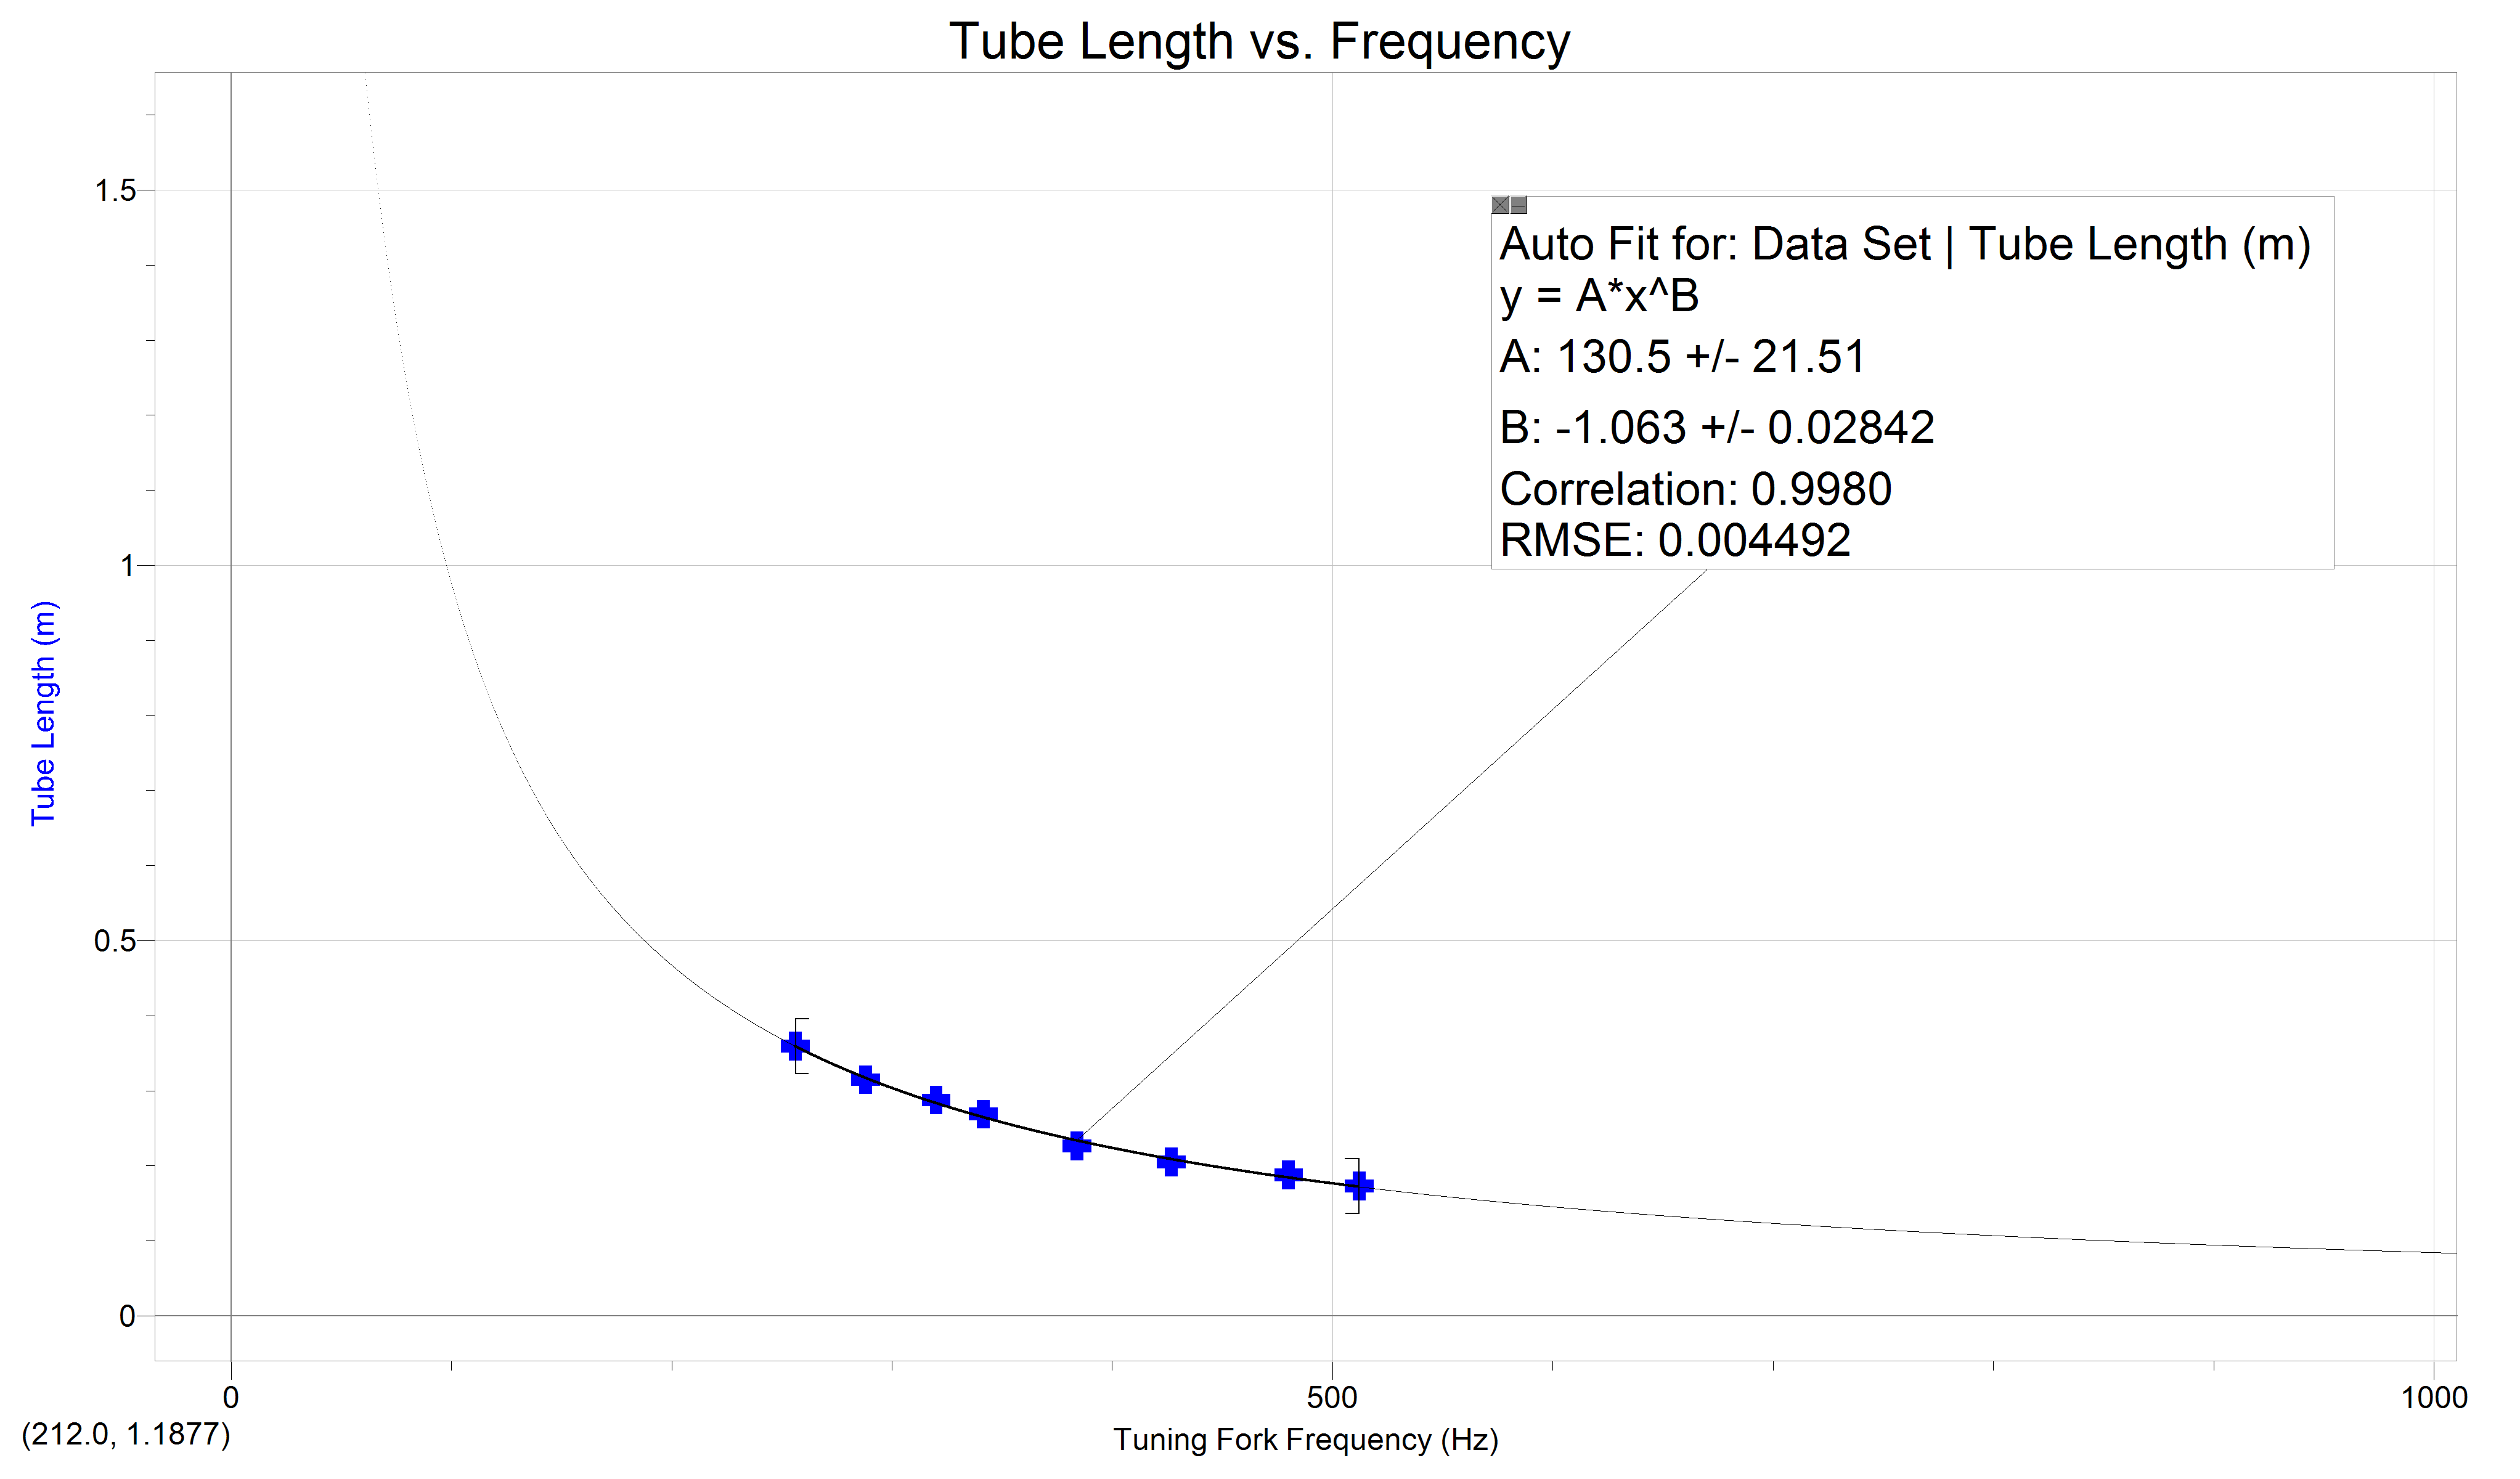 Tube Length vs. Frequency
1.5
1
0.5
0
Tube Length (m)
Auto Fit for: Data Set | Tube Length (m)
y = A*x^B
A: 130.5 +/- 21.51
B: -1.063 +/- 0.02842
Correlation: 0.9980
RMSE: 0.004492
0 500 1000
(212.0, 1.1877)
Tuning Fork Frequency (Hz)